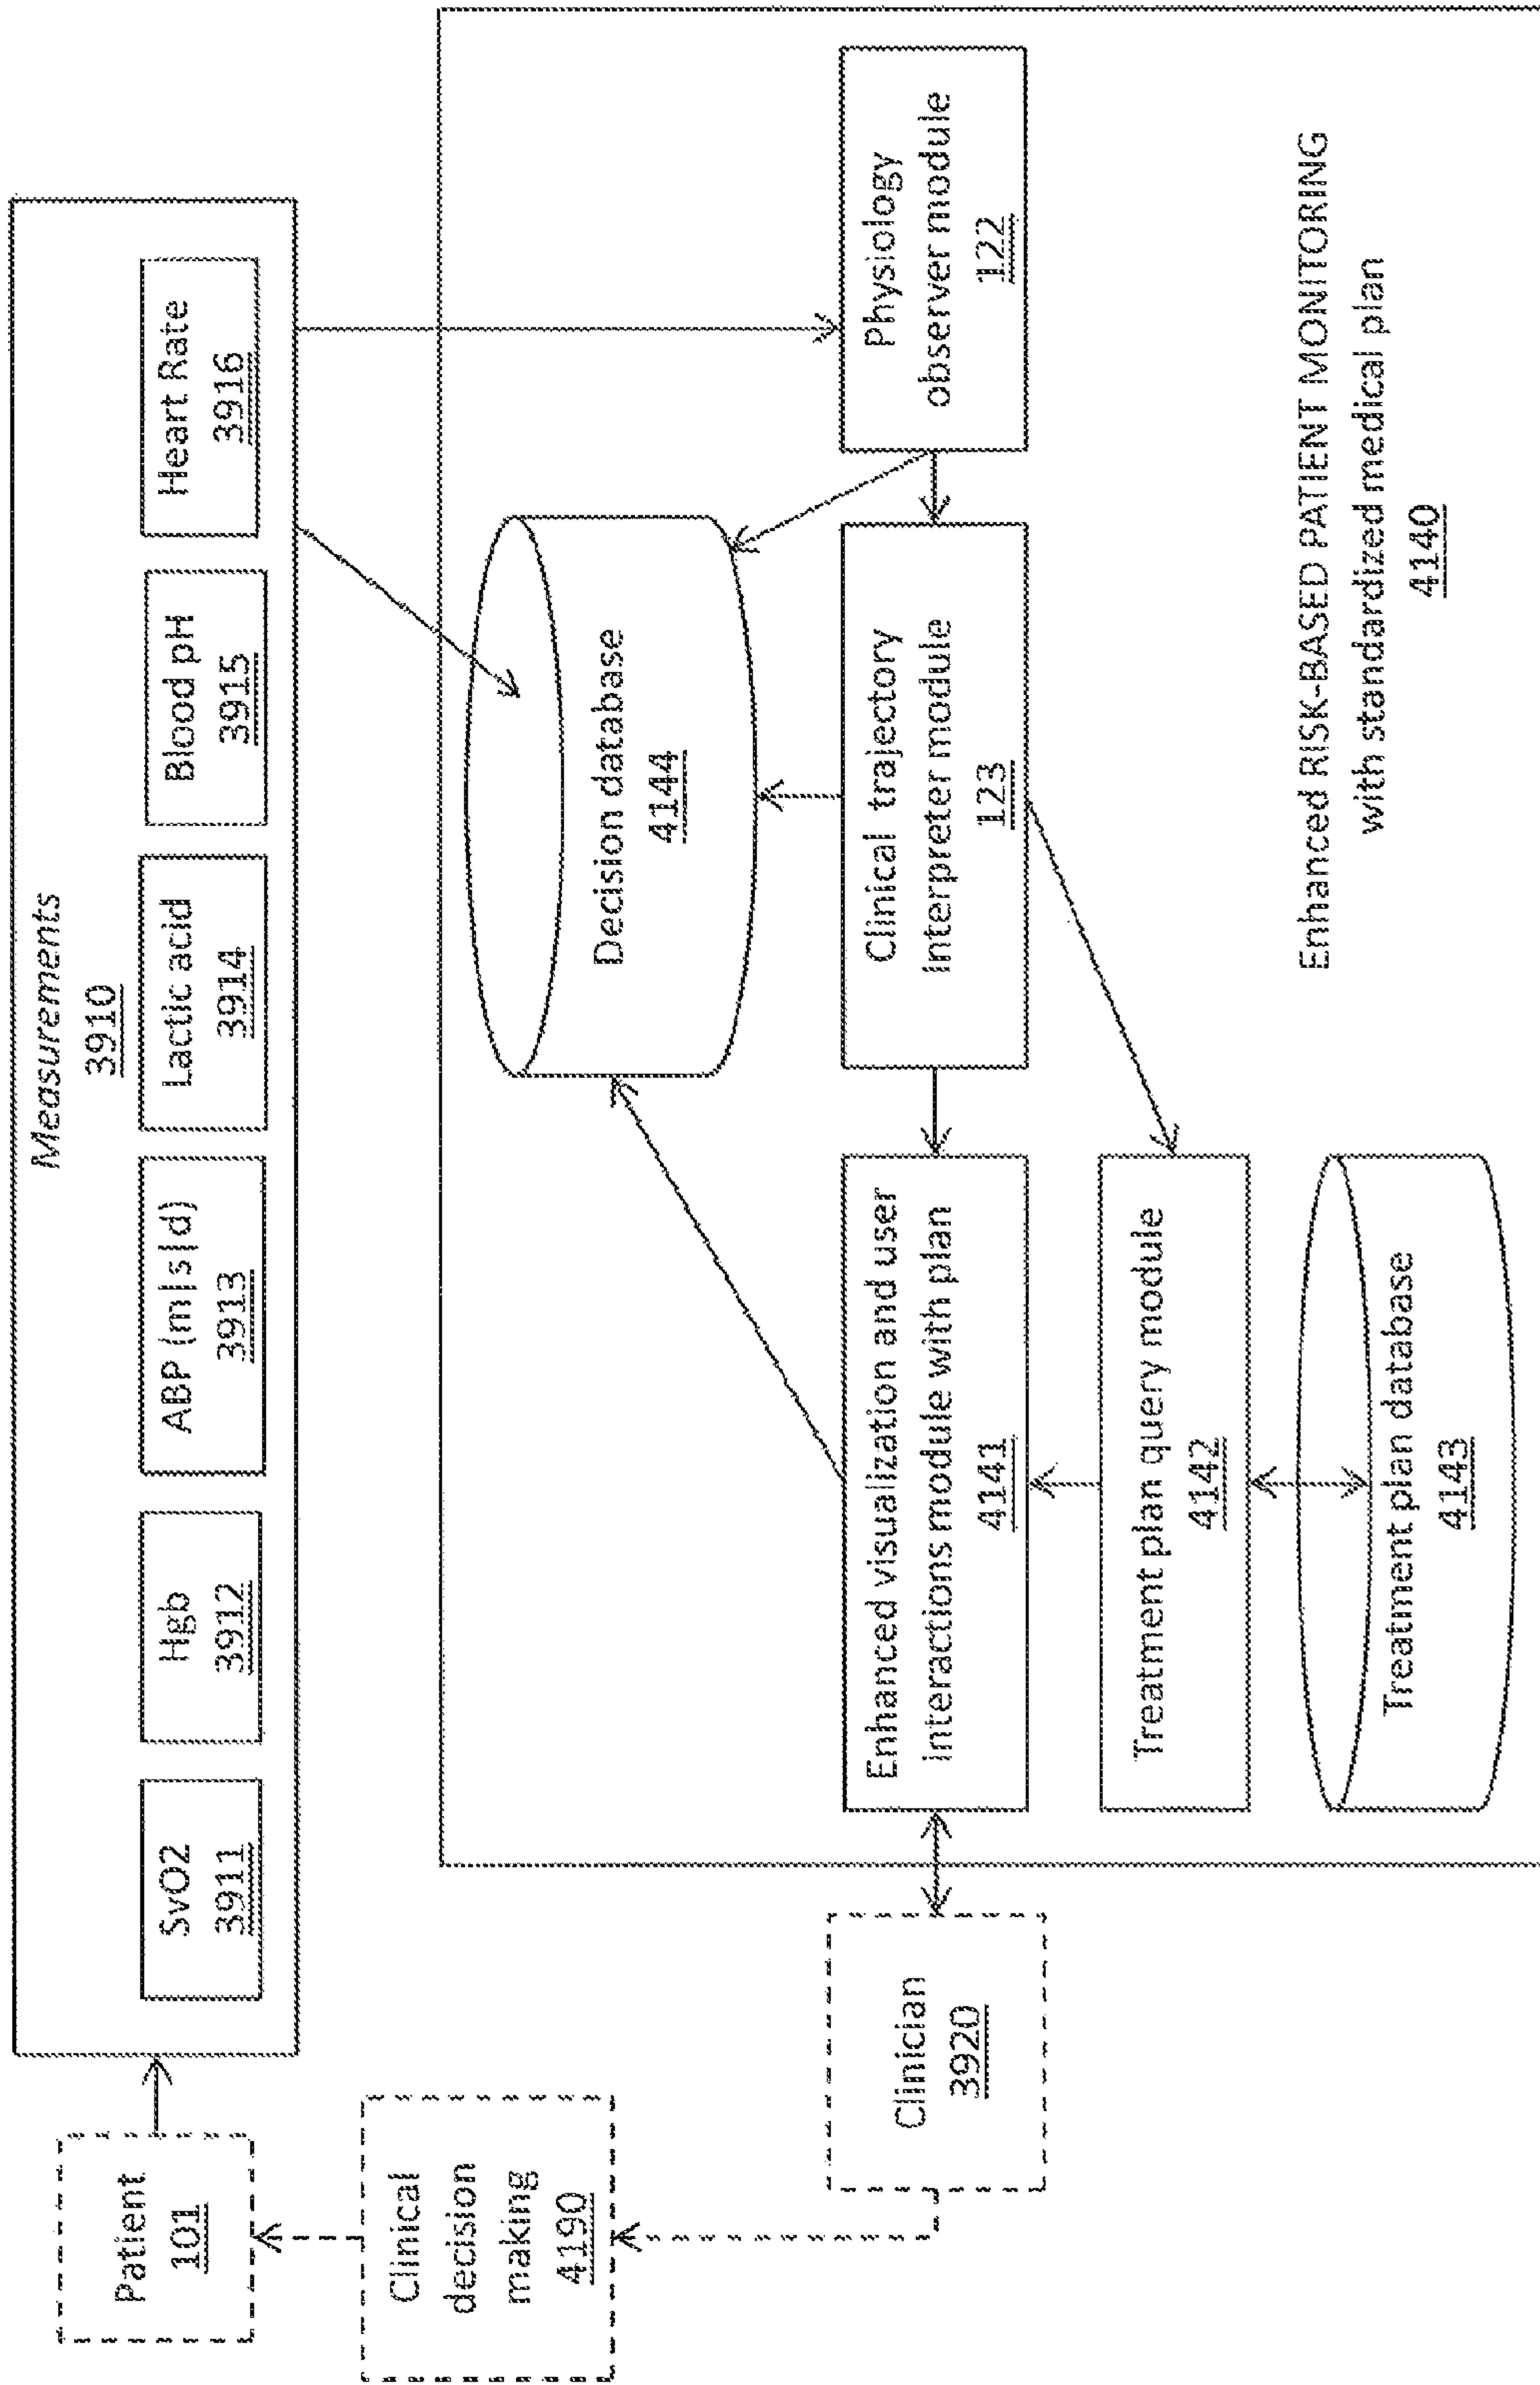 Measurements
3910
Patient
101
SvO2
3911
Hgb
3912
ABP (m|s|d)
3913
Lactic acid
3914
Blood pH
3915
Heart Rate
3916
Clinical
decision
making
4190
Decision database
4144
Clinician
3920
Enhanced visualization and user
interactions module with plan
4141
Clinical trajectory
interpreter module
123
Physiology
observer module
122
Treatment plan query module
4142
Treatment plan database
4143
Enhanced RISK-BASED PATIENT MONITORING
with standardized medical plan
4140